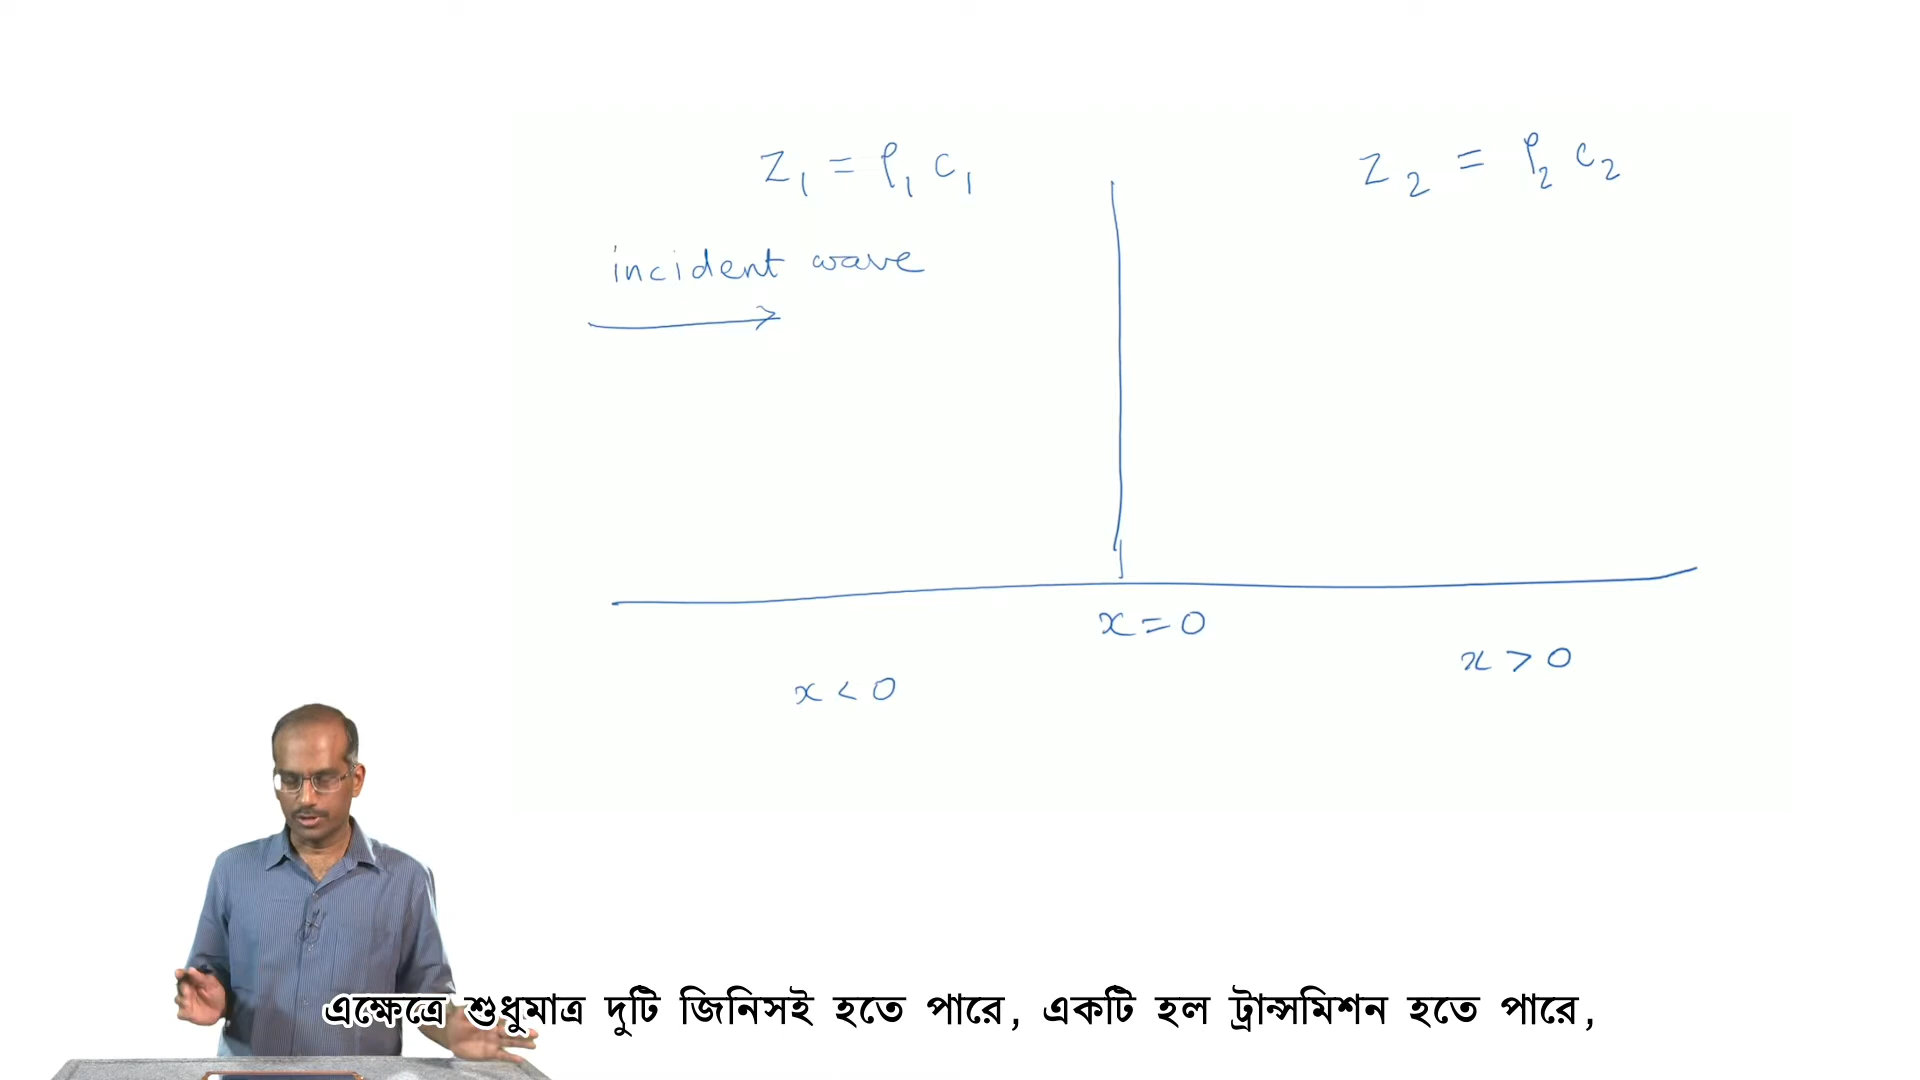 Z₁ = ρ₁ c₁
Z₂ = ρ₂ c₂
incident wave
x = 0
x > 0
x < 0
এক্ষেত্রে শুধুমাত্র দুটি জিনিসই হতে পারে, একটি হল ট্রান্সমিশন হতে পারে,